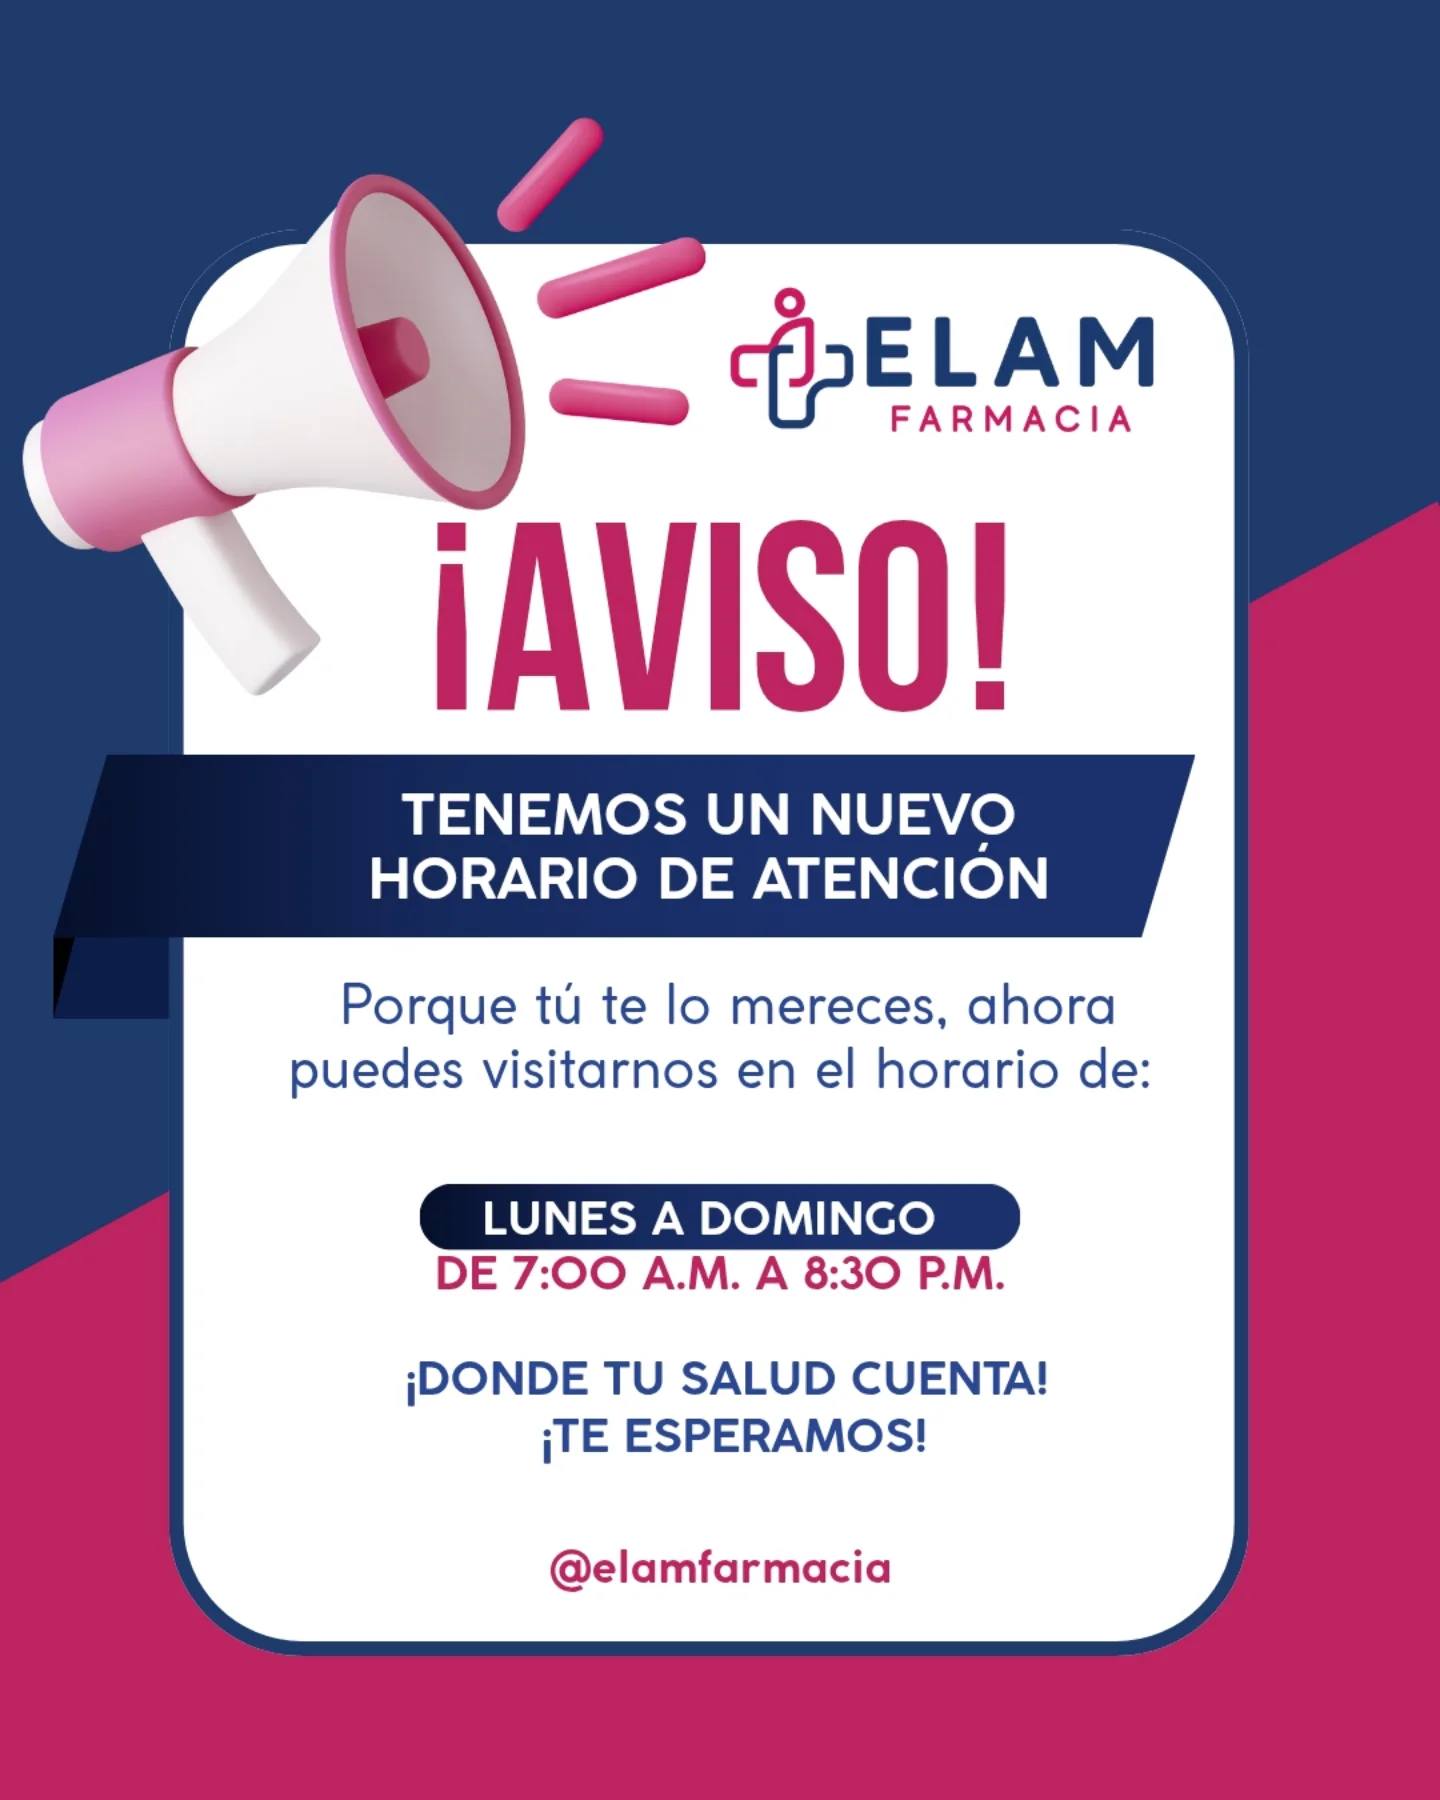 ELAM
FARMACIA
¡AVISO!
TENEMOS UN NUEVO
HORARIO DE ATENCIÓN
Porque tú te lo mereces, ahora
puedes visitarnos en el horario de:
LUNES A DOMINGO
DE 7:00 A.M. A 8:30 P.M.
¡DONDE TU SALUD CUENTA!
¡TE ESPERAMOS!
@elamfarmacia